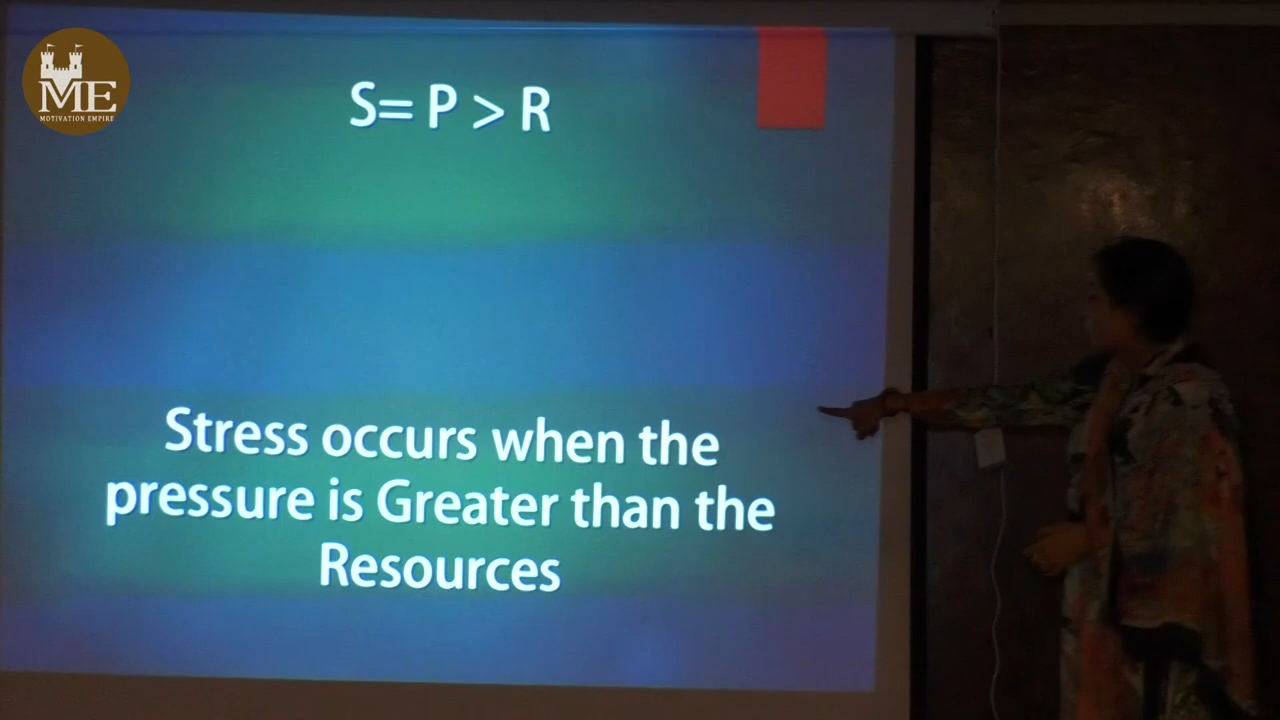 ME
MOTIVATION EMPIRE
S= P > R
Stress occurs when the
pressure is Greater than the
Resources